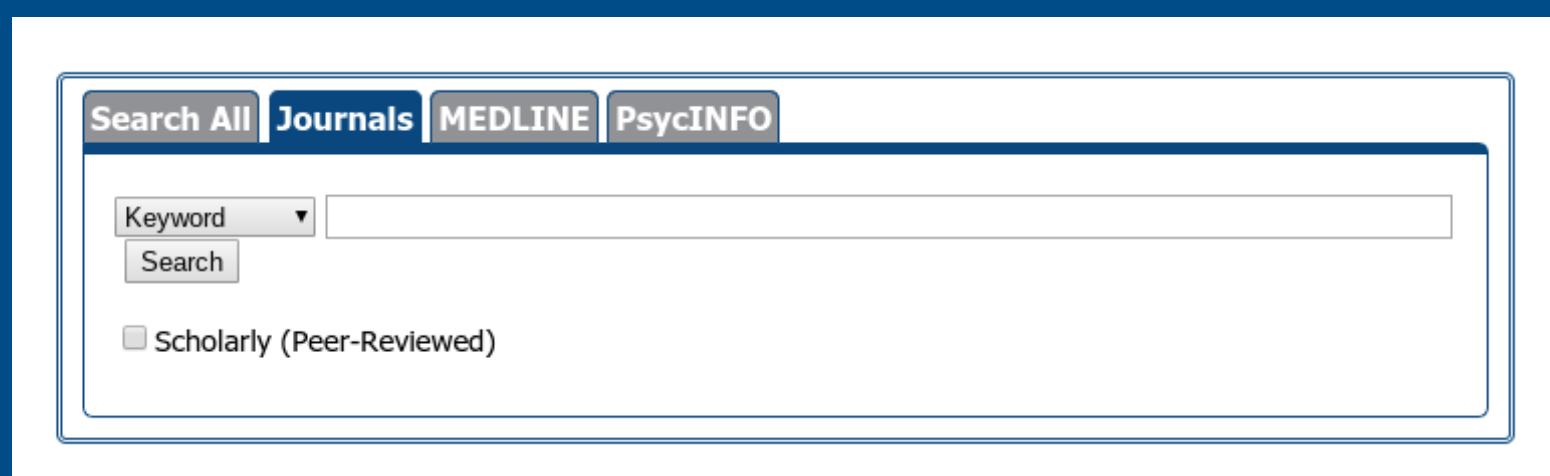 Search All Journals MEDLINE PsycINFO
Keyword
Search
Scholarly (Peer-Reviewed)